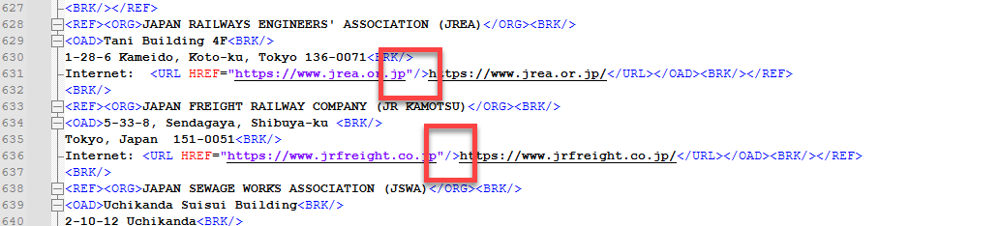 627 <BRK/></REF>
628 <REF><ORG>JAPAN RAILWAYS ENGINEERS' ASSOCIATION (JREA)</ORG><BRK/>
629 <OAD>Tani Building 4F<BRK/>
630 1-28-6 Kameido, Koto-ku, Tokyo 136-0071<BRK/>
631 Internet:  <URL HREF="https://www.jrea.or.jp"/>https://www.jrea.or.jp/</URL></OAD><BRK/></REF>
632 <BRK/>
633 <REF><ORG>JAPAN FREIGHT RAILWAY COMPANY (JR KAMOTSU)</ORG><BRK/>
634 <OAD>5-33-8, Sendagaya, Shibuya-ku <BRK/>
635 Tokyo, Japan  151-0051<BRK/>
636 Internet: <URL HREF="https://www.jrfreight.co.jp"/>https://www.jrfreight.co.jp/</URL></OAD><BRK/></REF>
637 <BRK/>
638 <REF><ORG>JAPAN SEWAGE WORKS ASSOCIATION (JSWA)</ORG><BRK/>
639 <OAD>Uchikanda Suisui Building<BRK/>
640 2-10-12 Uchikanda<BRK/>